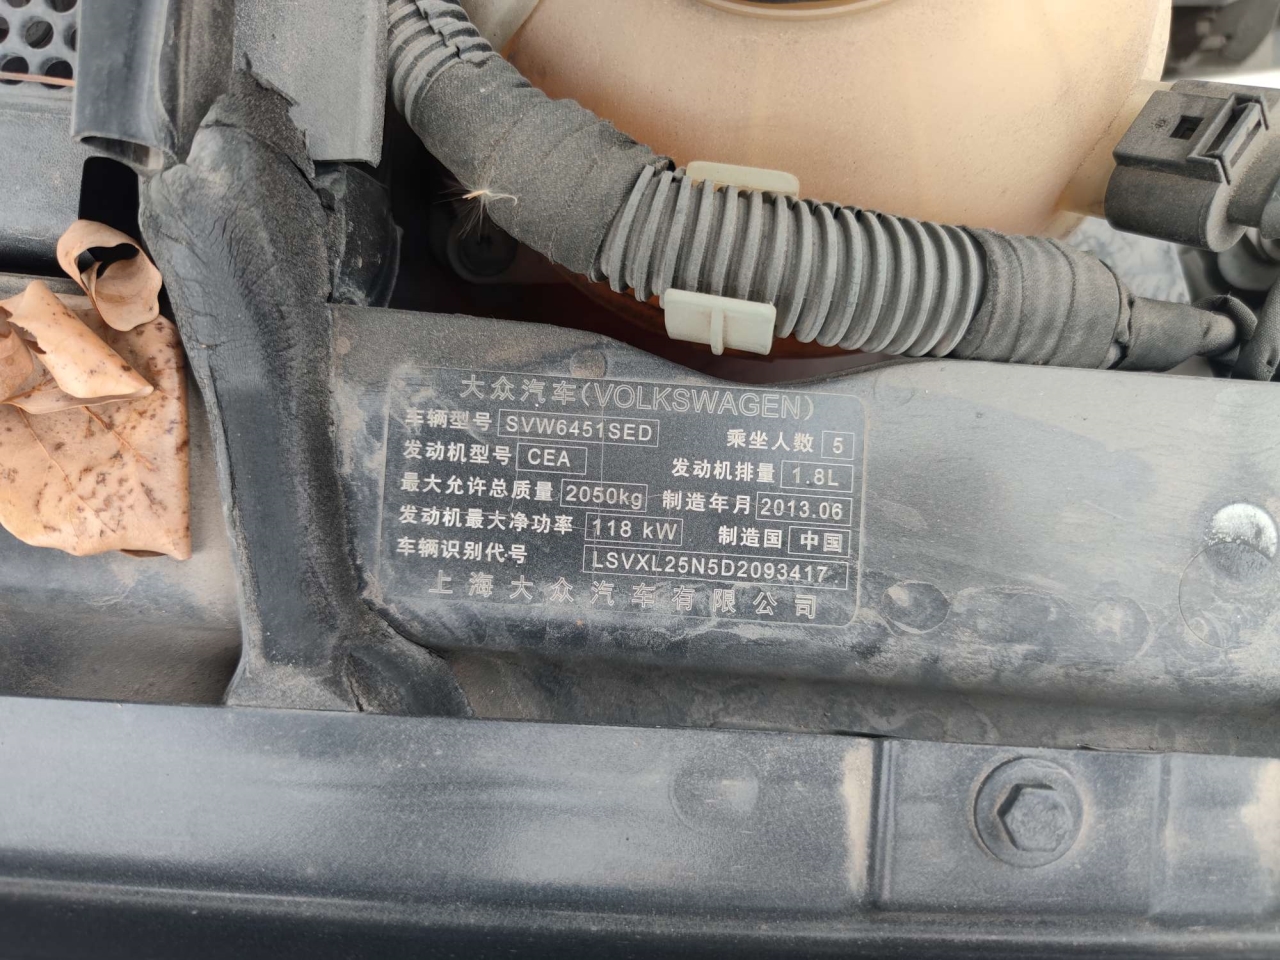 大众汽车(VOLKSWAGEN)
车辆型号 SVW6451SED 乘坐人数 5
发动机型号 CEA 发动机排量 1.8L
最大允许总质量 2050kg 制造年月 2013.06
发动机最大净功率 118 kW 制造国 中国
车辆识别代号 LSVXL25N5D2093417
上海大众汽车有限公司